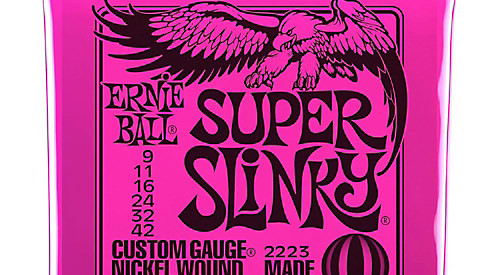 ERNIE
BALL®
SUPER
SLINKY®
9
11
16
24
32
42
CUSTOM GAUGE®
NICKEL WOUND
2223
MADE